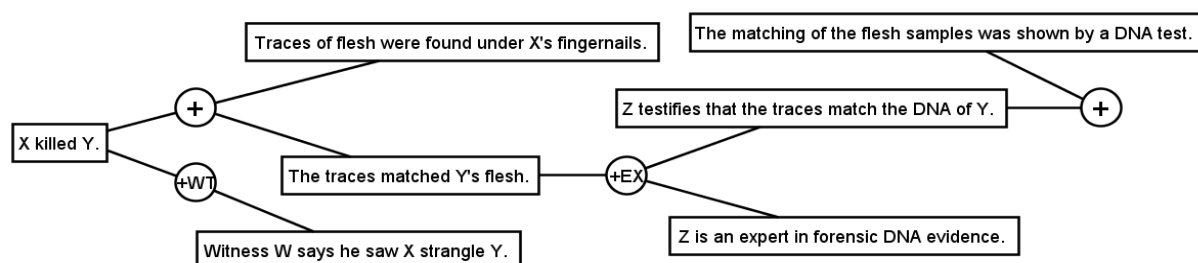 The matching of the flesh samples was shown by a DNA test.
Traces of flesh were found under X's fingernails.
+
Z testifies that the traces match the DNA of Y.
+
X killed Y.
+WT
The traces matched Y's flesh.
+EX
Witness W says he saw X strangle Y.
Z is an expert in forensic DNA evidence.